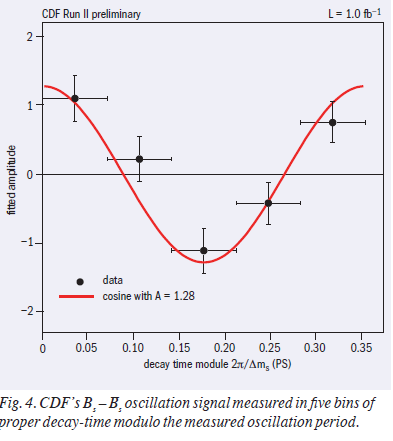 CDF Run II preliminary L = 1.0 fb⁻¹
2
1
0
−1
−2
fitted amplitude
data
cosine with A = 1.28
0 0.05 0.10 0.15 0.20 0.25 0.30 0.35
decay time module 2π/Δmₛ (PS)
Fig. 4. CDF's Bₛ – Bₛ oscillation signal measured in five bins of
proper decay-time modulo the measured oscillation period.